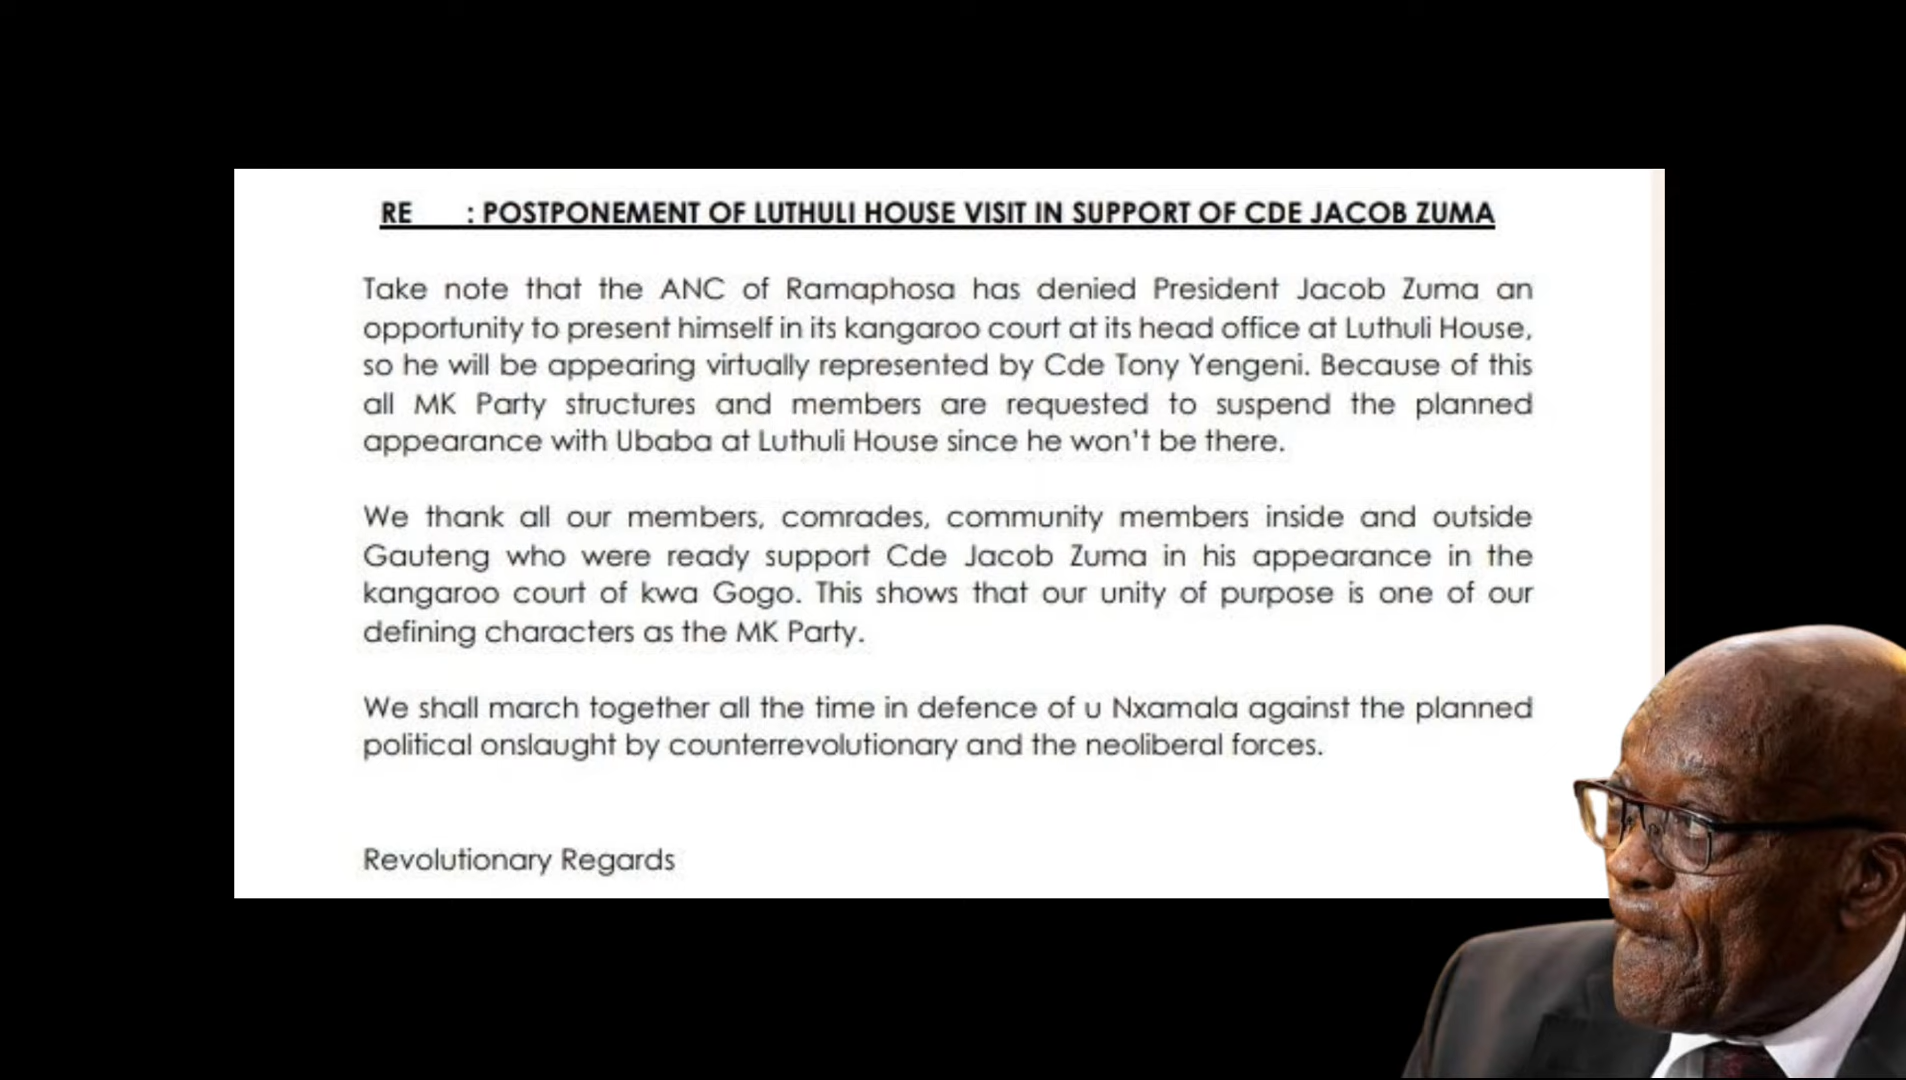 RE : POSTPONEMENT OF LUTHULI HOUSE VISIT IN SUPPORT OF CDE JACOB ZUMA
Take note that the ANC of Ramaphosa has denied President Jacob Zuma an
opportunity to present himself in its kangaroo court at its head office at Luthuli House,
so he will be appearing virtually represented by Cde Tony Yengeni. Because of this
all MK Party structures and members are requested to suspend the planned
appearance with Ubaba at Luthuli House since he won't be there.
We thank all our members, comrades, community members inside and outside
Gauteng who were ready support Cde Jacob Zuma in his appearance in the
kangaroo court of kwa Gogo. This shows that our unity of purpose is one of our
defining characters as the MK Party.
We shall march together all the time in defence of u Nxamala against the planned
political onslaught by counterrevolutionary and the neoliberal forces.
Revolutionary Regards